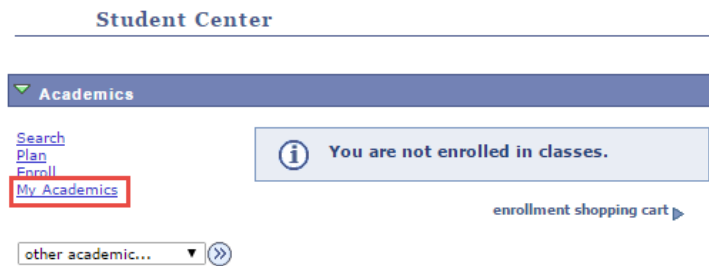 Student Center
Academics
Search
Plan
Enroll
My Academics
You are not enrolled in classes.
enrollment shopping cart
other academic...